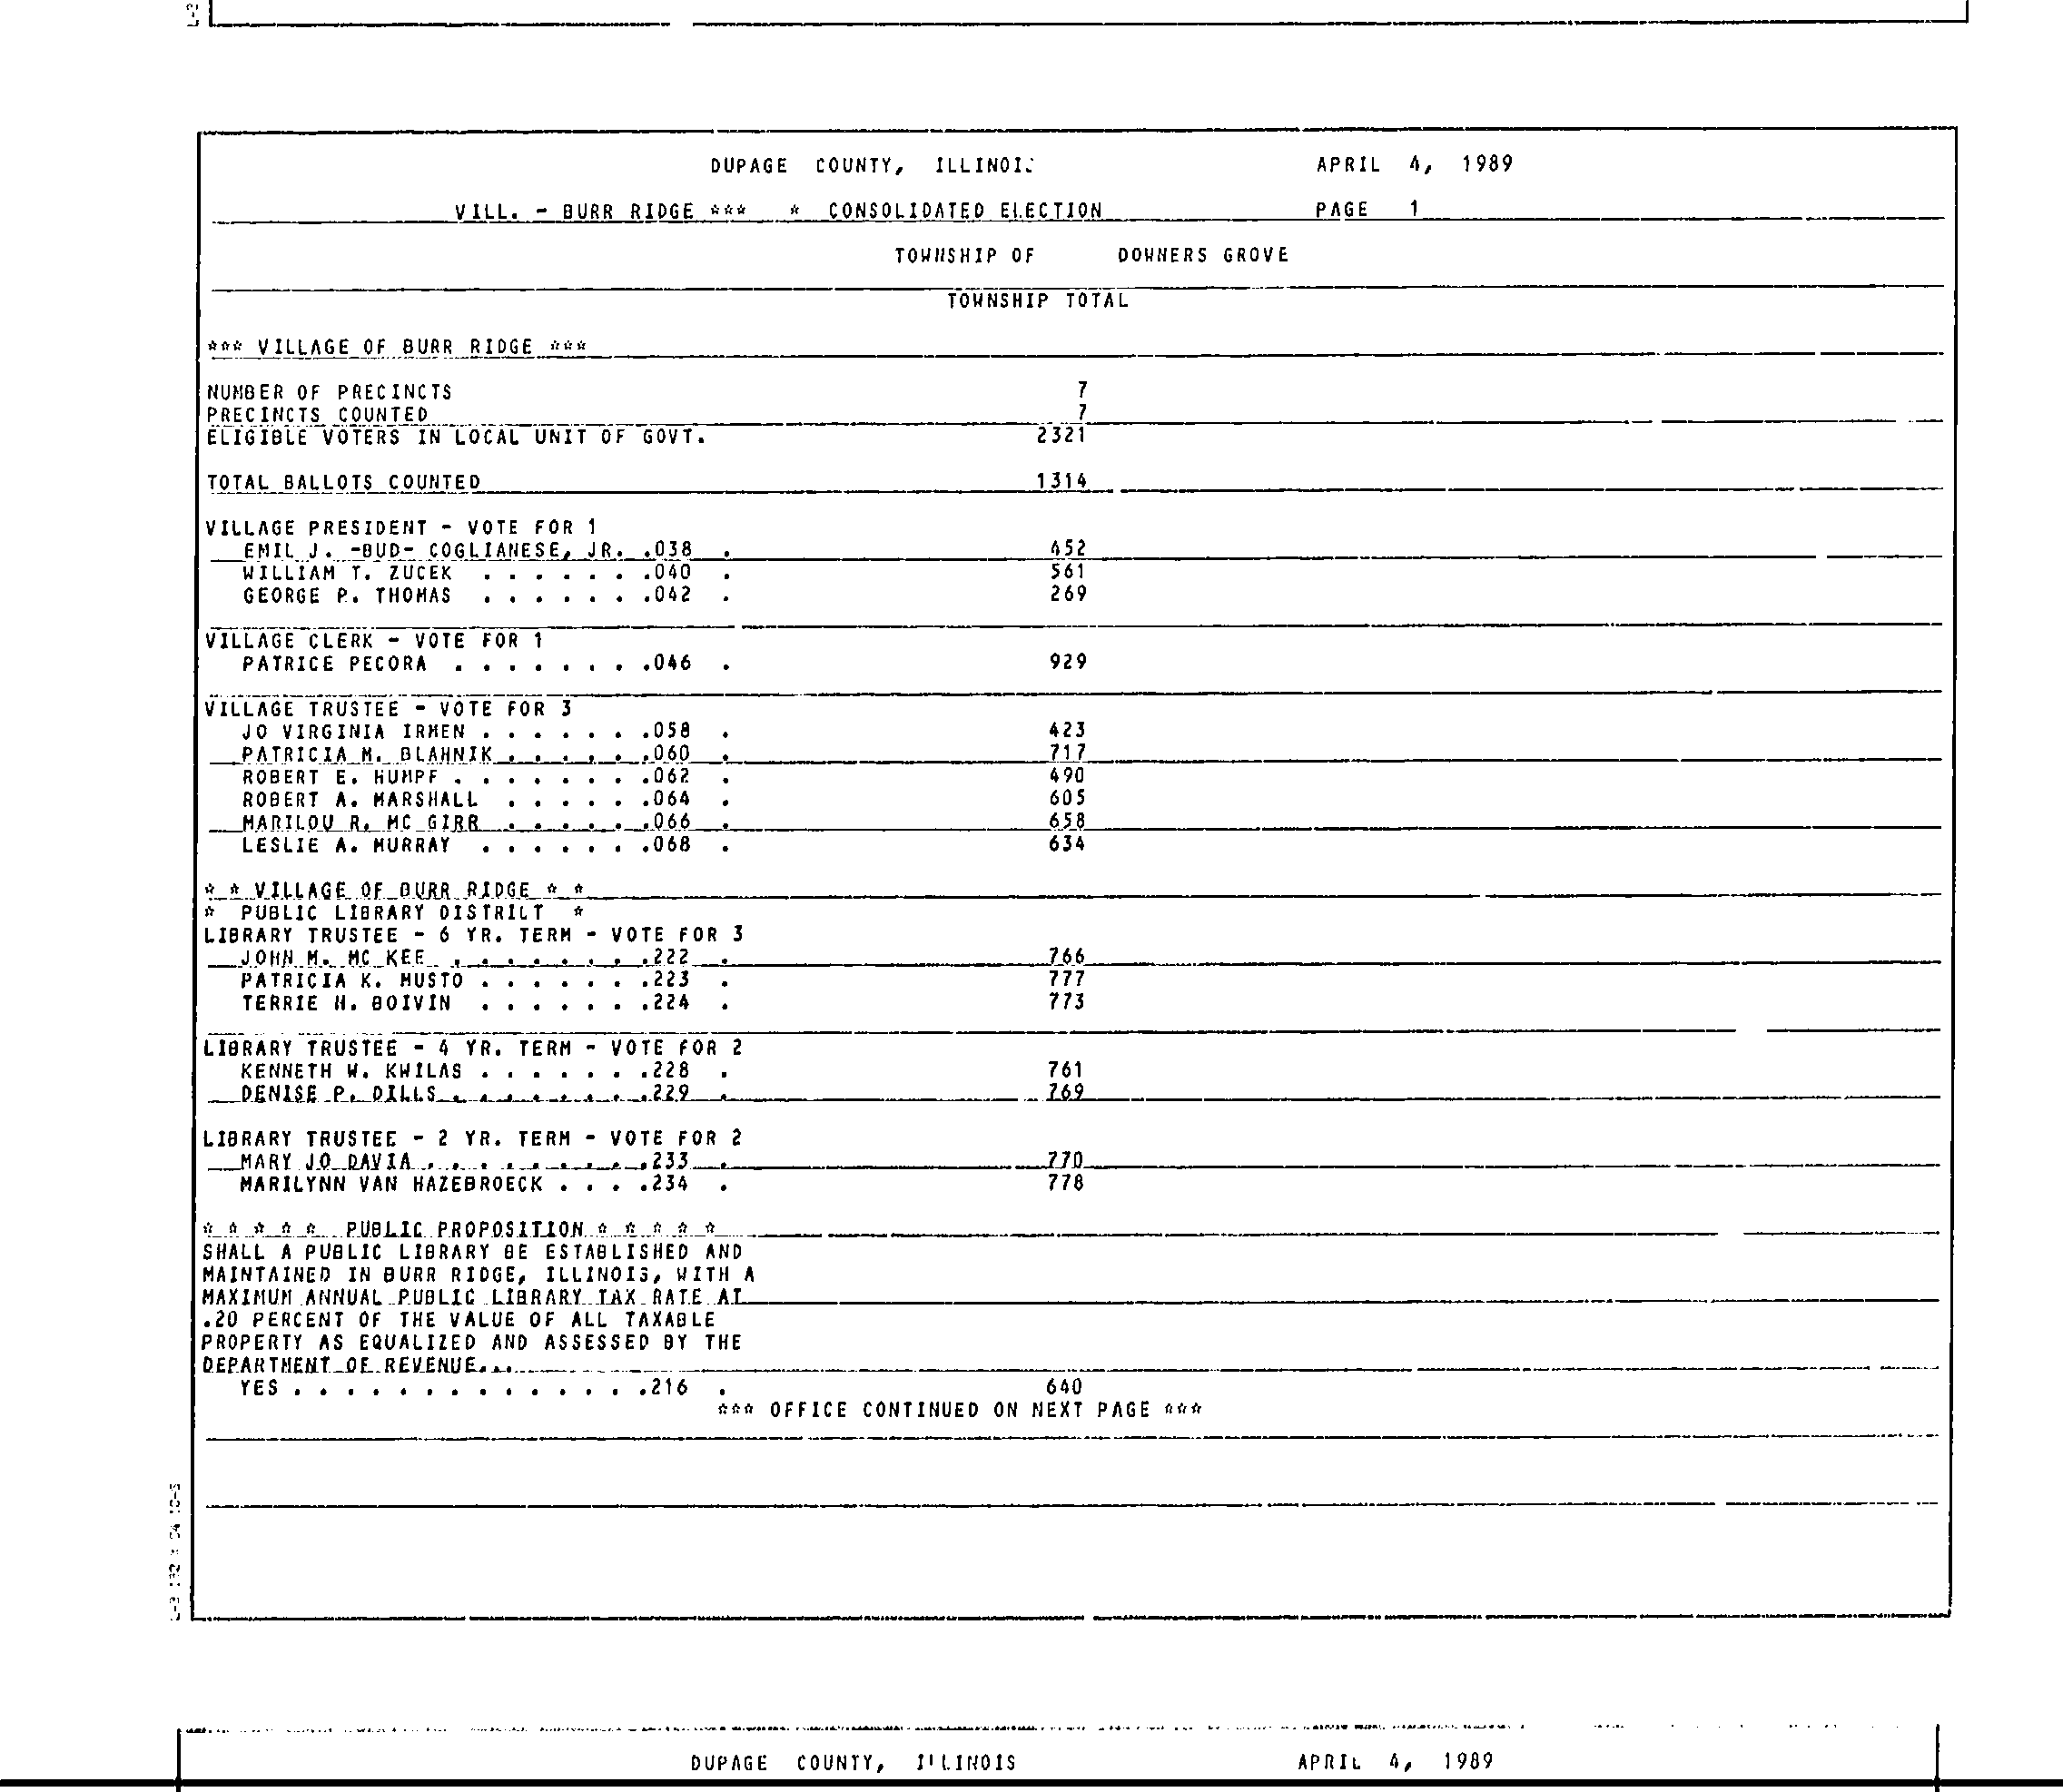 DUPAGE COUNTY, ILLINOI. APRIL 4, 1989
VILL. - BURR RIDGE *** * CONSOLIDATED ELECTION PAGE 1
TOWNSHIP OF DOWNERS GROVE
TOWNSHIP TOTAL
*** VILLAGE OF BURR RIDGE ***
NUMBER OF PRECINCTS 7
PRECINCTS COUNTED 7
ELIGIBLE VOTERS IN LOCAL UNIT OF GOVT. 2321
TOTAL BALLOTS COUNTED 1314
VILLAGE PRESIDENT - VOTE FOR 1
EMIL J. -BUD- COGLIANESE, JR. .038 . 452
WILLIAM T. ZUCEK . . . . . . .040 . 561
GEORGE P. THOMAS . . . . . . .042 . 269
VILLAGE CLERK - VOTE FOR 1
PATRICE PECORA . . . . . . . .046 . 929
VILLAGE TRUSTEE - VOTE FOR 3
JO VIRGINIA IRMEN . . . . . . .058 . 423
PATRICIA M. BLAHNIK . . . . . .060 . 717
ROBERT E. HUMPF . . . . . . . .062 . 490
ROBERT A. MARSHALL . . . . . .064 . 605
MARILOU R. MC GIRR . . . . . .066 . 658
LESLIE A. MURRAY . . . . . . .068 . 634
* * VILLAGE OF BURR RIDGE * *
* PUBLIC LIBRARY DISTRILT *
LIBRARY TRUSTEE - 6 YR. TERM - VOTE FOR 3
JOHN M. MC KEE . . . . . . . .222 . 766
PATRICIA K. MUSTO . . . . . . .223 . 777
TERRIE H. BOIVIN . . . . . . .224 . 773
LIBRARY TRUSTEE - 4 YR. TERM - VOTE FOR 2
KENNETH W. KWILAS . . . . . . .228 . 761
DENISE P. DILLS . . . . . . . .229 . 769
LIBRARY TRUSTEE - 2 YR. TERM - VOTE FOR 2
MARY JO DAVIA . . . . . . . . .233 . 770
MARILYNN VAN HAZEBROECK . . . .234 . 778
* * * * * PUBLIC PROPOSITION * * * * *
SHALL A PUBLIC LIBRARY BE ESTABLISHED AND
MAINTAINED IN BURR RIDGE, ILLINOIS, WITH A
MAXIMUM ANNUAL PUBLIC LIBRARY TAX RATE AT
.20 PERCENT OF THE VALUE OF ALL TAXABLE
PROPERTY AS EQUALIZED AND ASSESSED BY THE
DEPARTMENT OF REVENUE...
YES . . . . . . . . . . . . . .216 . 640
*** OFFICE CONTINUED ON NEXT PAGE ***
DUPAGE COUNTY, ILLINOIS APRIL 4, 1989